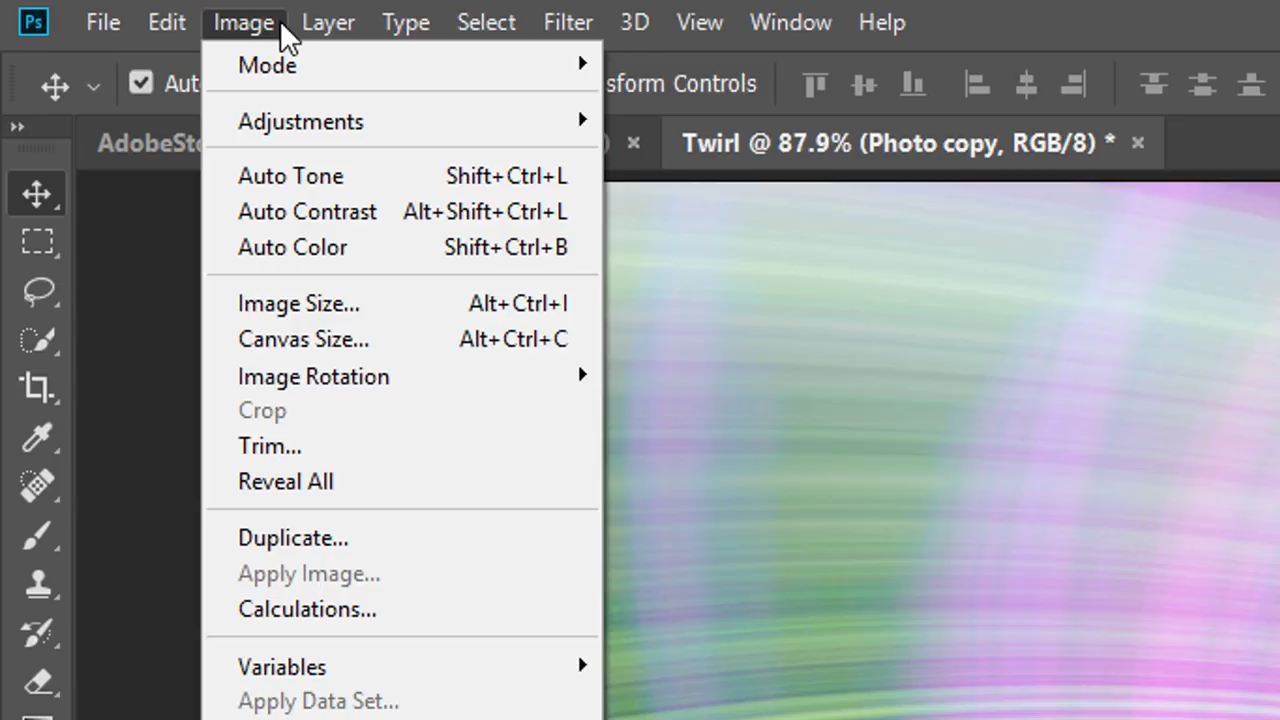 Ps File Edit Image Layer Type Select Filter 3D View Window Help
Mode
Aut
sform Controls
Adjustments
AdobeSto
) × Twirl @ 87.9% (Photo copy, RGB/8) * ×
Auto Tone Shift+Ctrl+L
Auto Contrast Alt+Shift+Ctrl+L
Auto Color Shift+Ctrl+B
Image Size... Alt+Ctrl+I
Canvas Size... Alt+Ctrl+C
Image Rotation
Crop
Trim...
Reveal All
Duplicate...
Apply Image...
Calculations...
Variables
Apply Data Set...